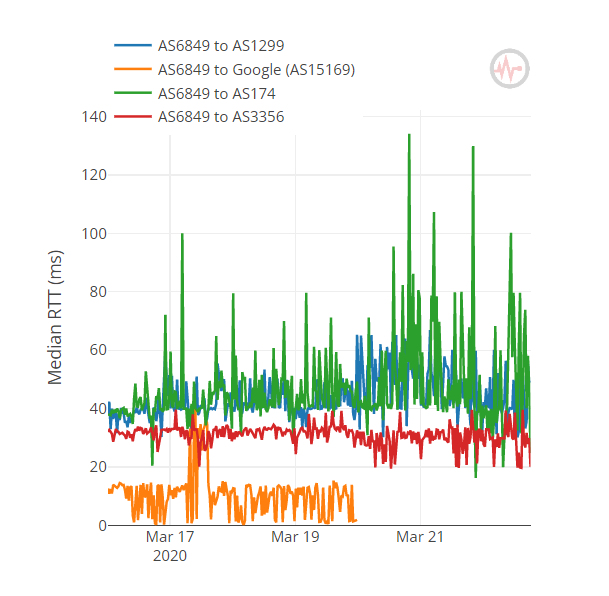 AS6849 to AS1299
AS6849 to Google (AS15169)
AS6849 to AS174
AS6849 to AS3356
Median RTT (ms)
140
120
100
80
60
40
20
0
Mar 17
2020
Mar 19
Mar 21